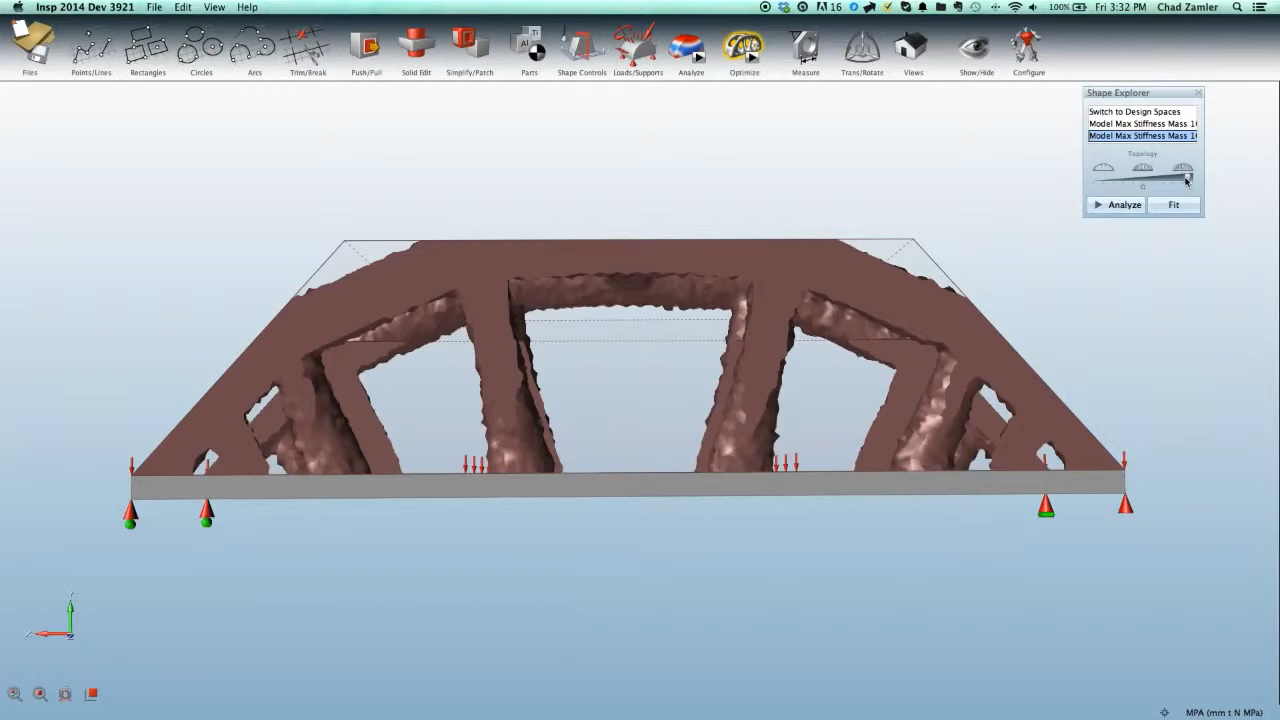 Insp 2014 Dev 3921 File Edit View Help 16 100% Fri 3:32 PM Chad Zamler
Files Points/Lines Rectangles Circles Arcs Trim/Break Push/Pull Solid Edit Simplify/Patch Parts Shape Controls Loads/Supports Analyze Optimize Measure Trans/Rotate Views Show/Hide Configure
Al Ti
Shape Explorer
Switch to Design Spaces
Model Max Stiffness Mass 1
Model Max Stiffness Mass 1
Topology
Analyze Fit
MPA (mm t N MPa)